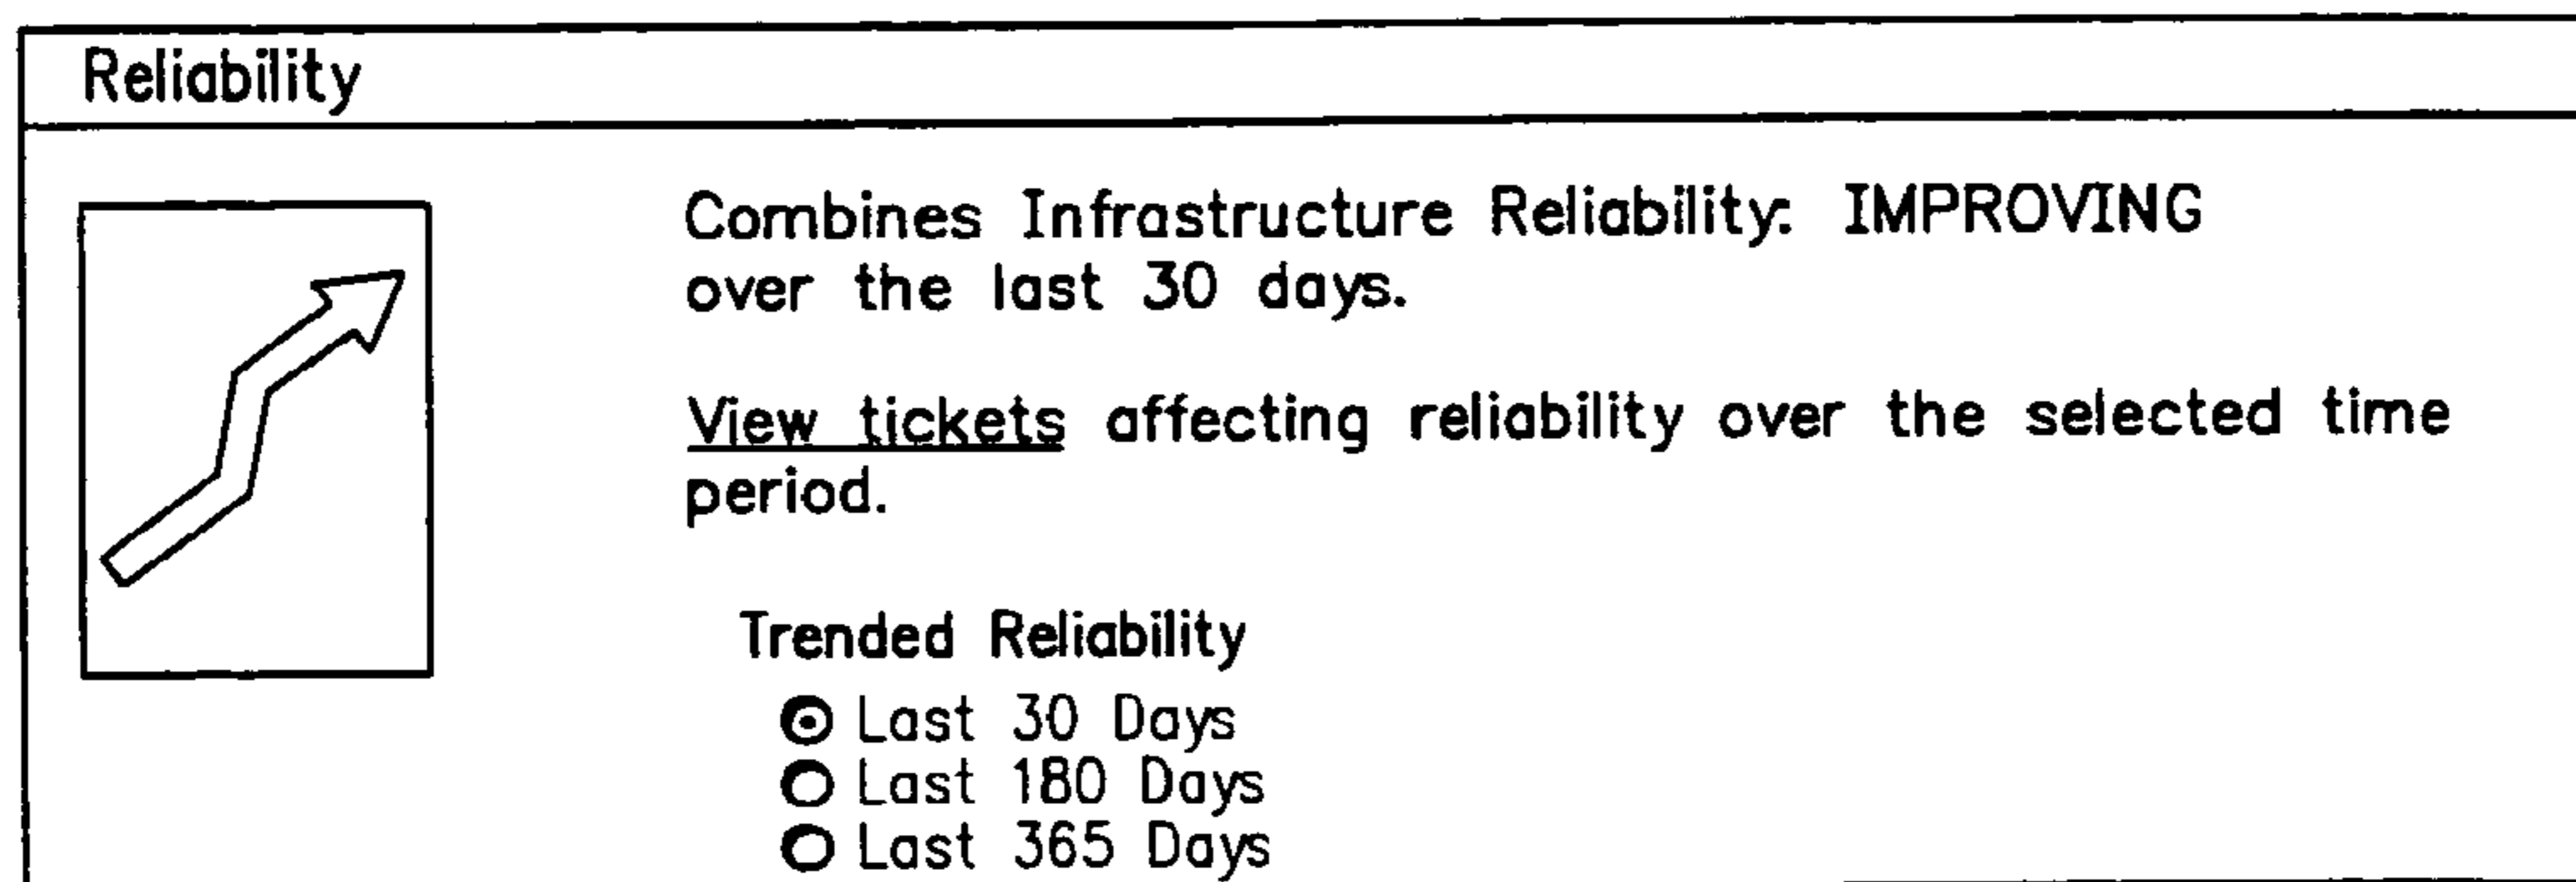 Reliability
Combines Infrastructure Reliability: IMPROVING
over the last 30 days.
View tickets affecting reliability over the selected time
period.
Trended Reliability
Last 30 Days
Last 180 Days
Last 365 Days